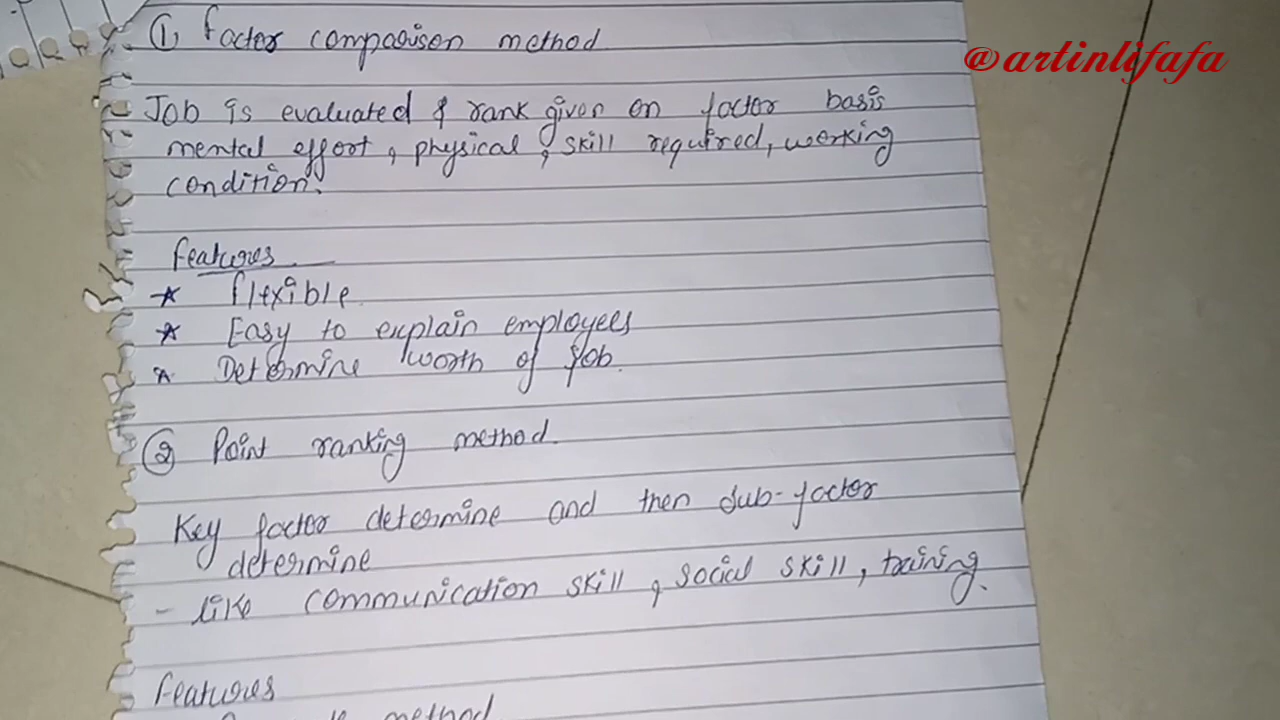 @artinlifafa
① Factor comparison method
Job is evaluated & rank given on factor basis
mental effort, physical, skill required, working
condition.
Features
★ Flexible
★ Easy to explain employees
★ Determine worth of job.
② Point ranking method.
Key factor determine and then sub-factor
determine
- like communication skill, social skill, training.
Features
method